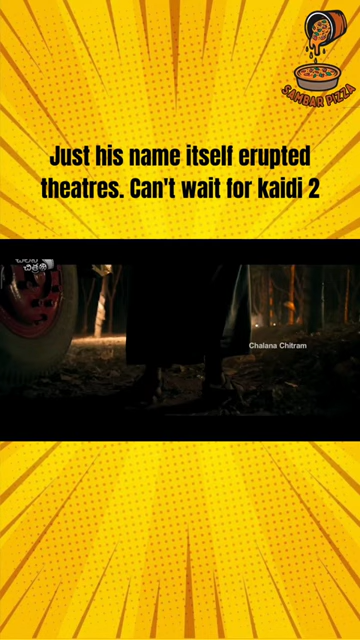 SAMBAR PIZZA
Just his name itself erupted
theatres. Can't wait for kaidi 2
Chalana Chitram